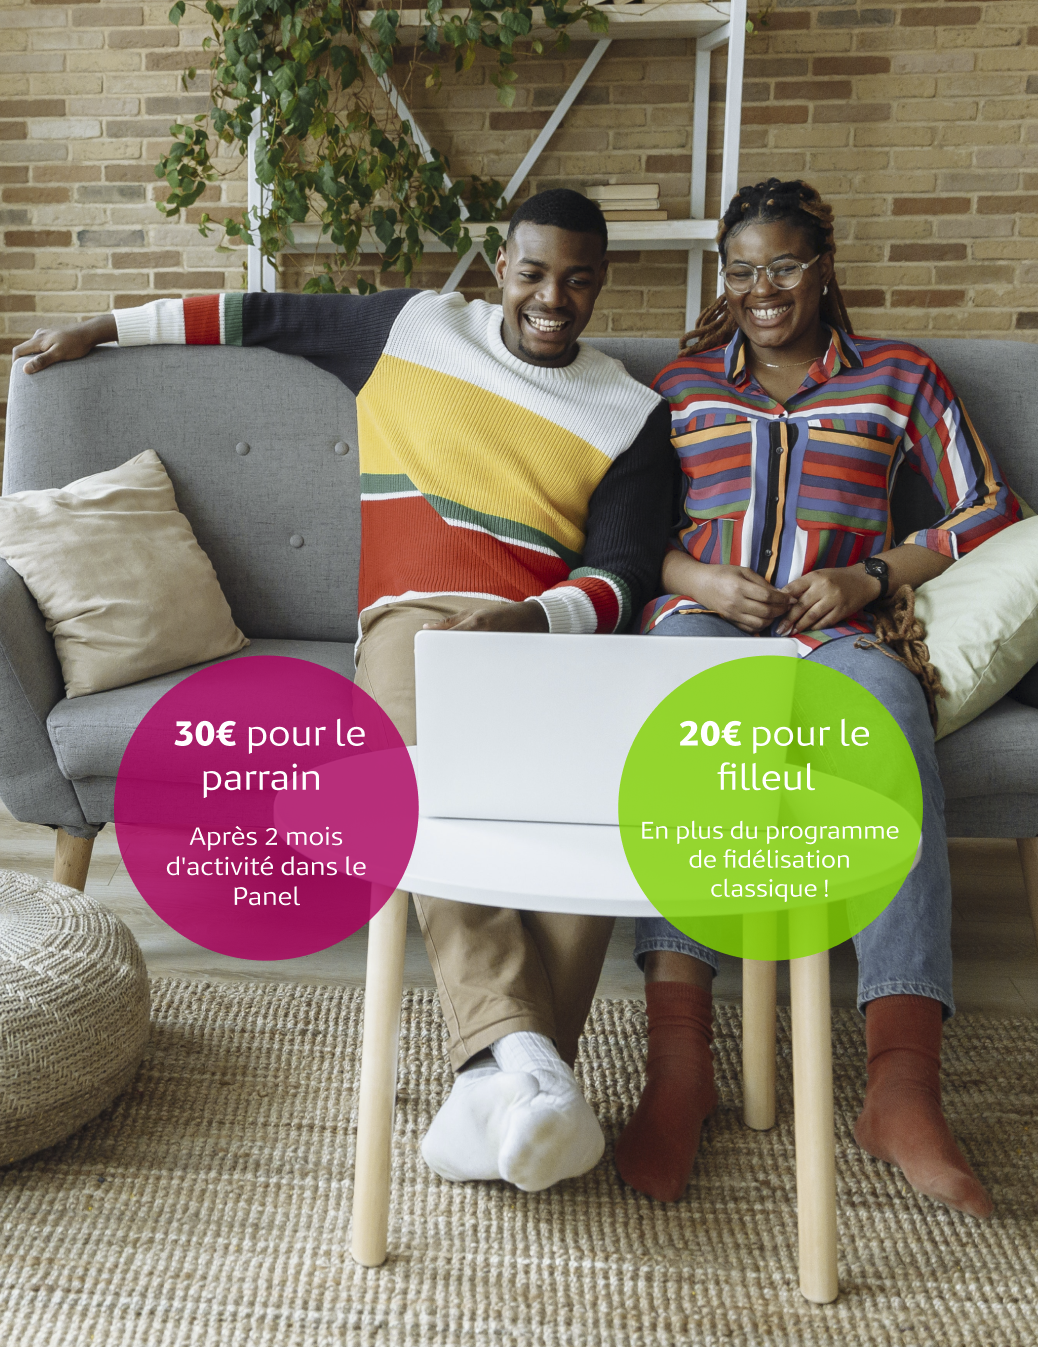 30€ pour le
parrain
Après 2 mois
d'activité dans le
Panel
20€ pour le
filleul
En plus du programme
de fidélisation
classique !